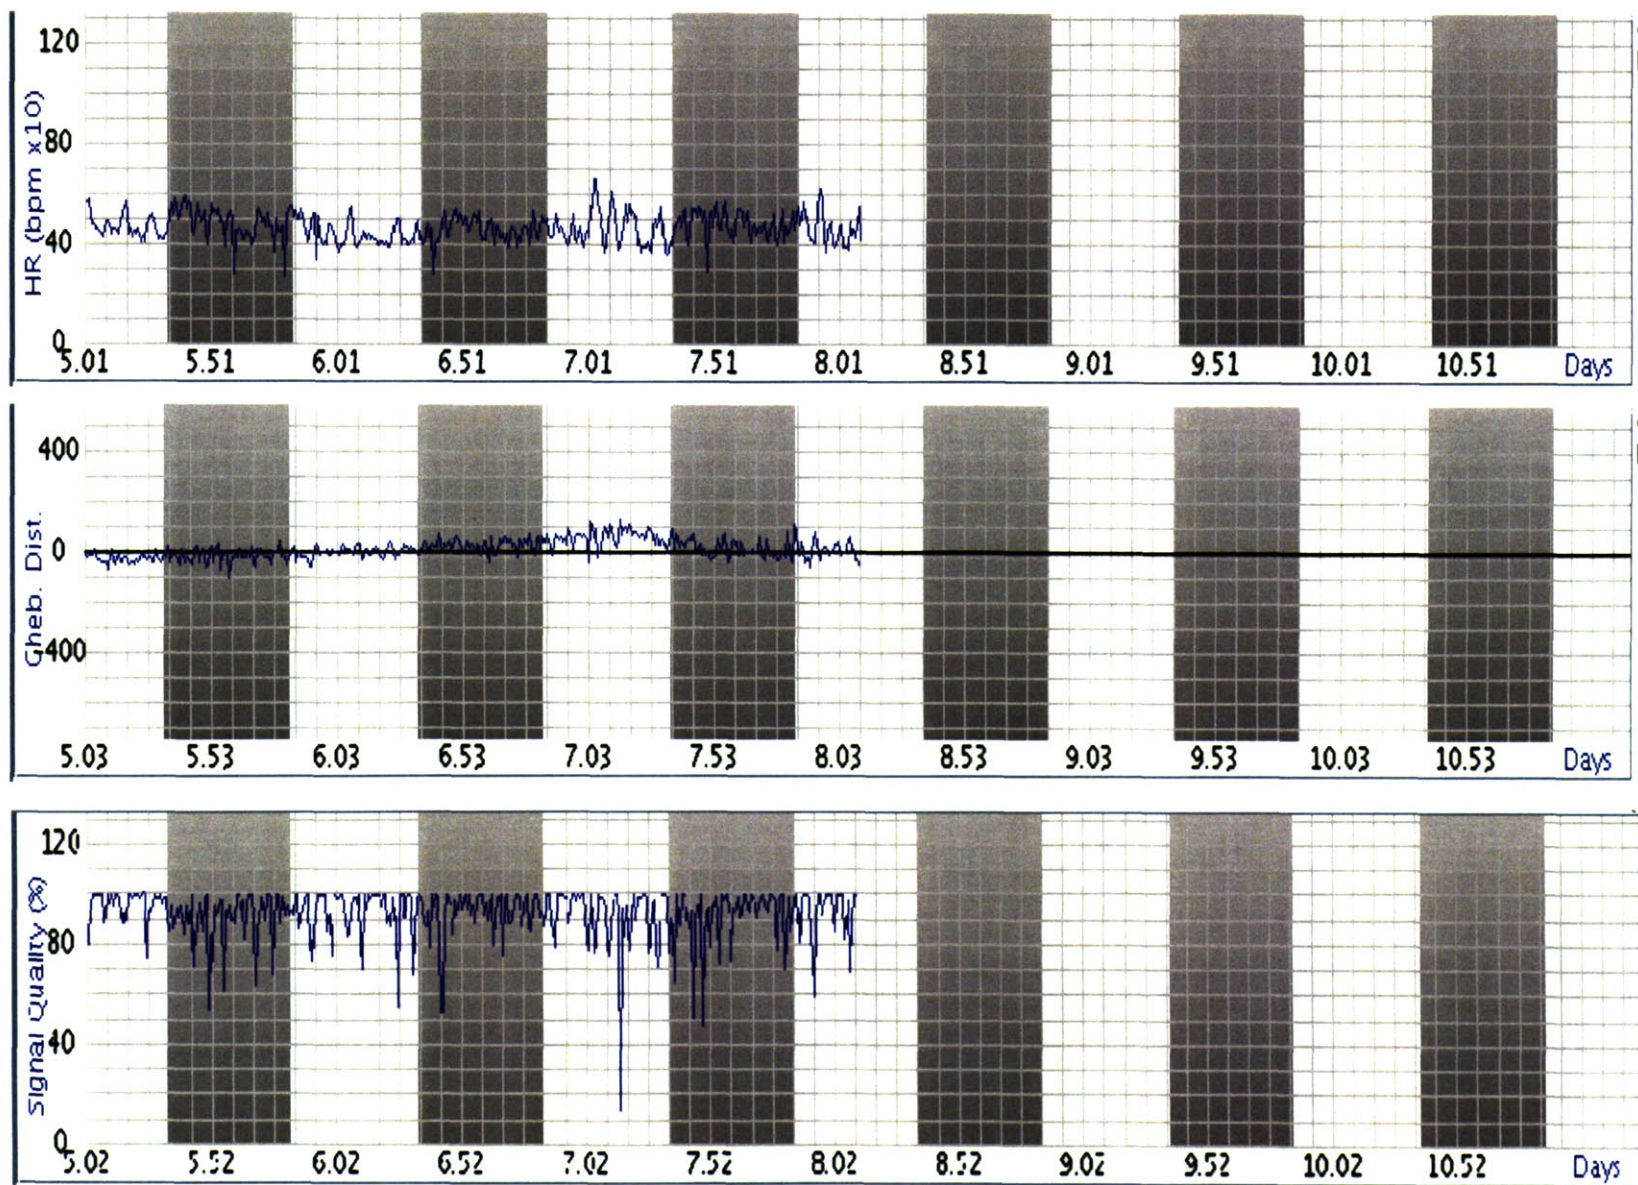 HR (bpm x10)
120
80
40
0
5.01 5.51 6.01 6.51 7.01 7.51 8.01 8.51 9.01 9.51 10.01 10.51 Days
Cheb. Dist.
400
0
-400
5.03 5.53 6.03 6.53 7.03 7.53 8.03 8.53 9.03 9.53 10.03 10.53 Days
Signal Quality (%)
120
80
40
0
5.02 5.52 6.02 6.52 7.02 7.52 8.02 8.52 9.02 9.52 10.02 10.52 Days